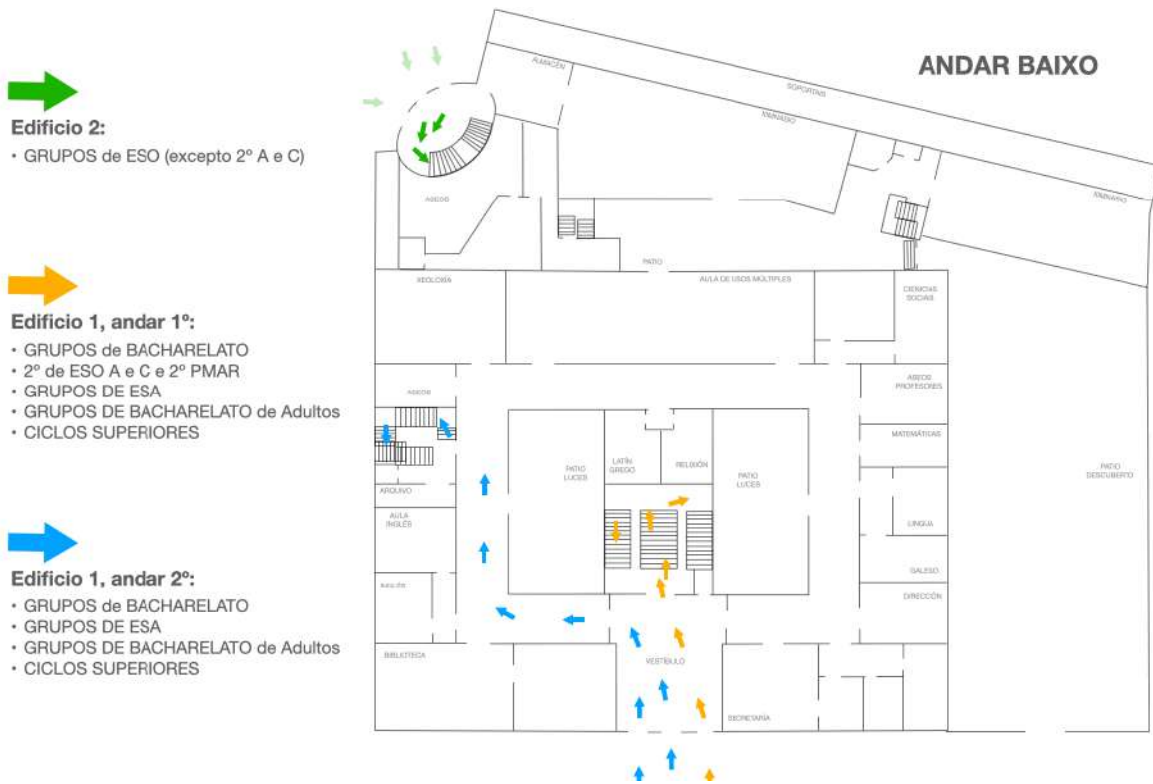 ANDAR BAIXO
Edificio 2:
• GRUPOS de ESO (excepto 2º A e C)
Edificio 1, andar 1º:
• GRUPOS de BACHARELATO
• 2º de ESO A e C e 2º PMAR
• GRUPOS DE ESA
• GRUPOS DE BACHARELATO de Adultos
• CICLOS SUPERIORES
Edificio 1, andar 2º:
• GRUPOS de BACHARELATO
• GRUPOS DE ESA
• GRUPOS DE BACHARELATO de Adultos
• CICLOS SUPERIORES
ALMACÉN
SOPORTAIS
XIMNASIO
XIMNASIO
ASEOS
PATIO
XEOLOXÍA
AULA DE USOS MÚLTIPLES
CIENCIAS
SOCIAIS
ASEOS
ASEOS
PROFESORES
MATEMÁTICAS
PATIO
LUCES
LATÍN
GREGO
RELIXIÓN
PATIO
LUCES
PATIO
DESCUBERTO
ARQUIVO
AULA
INGLÉS
LINGUA
GALEGO
INGLÉS
DIRECCIÓN
BIBLIOTECA
VESTÍBULO
SECRETARÍA